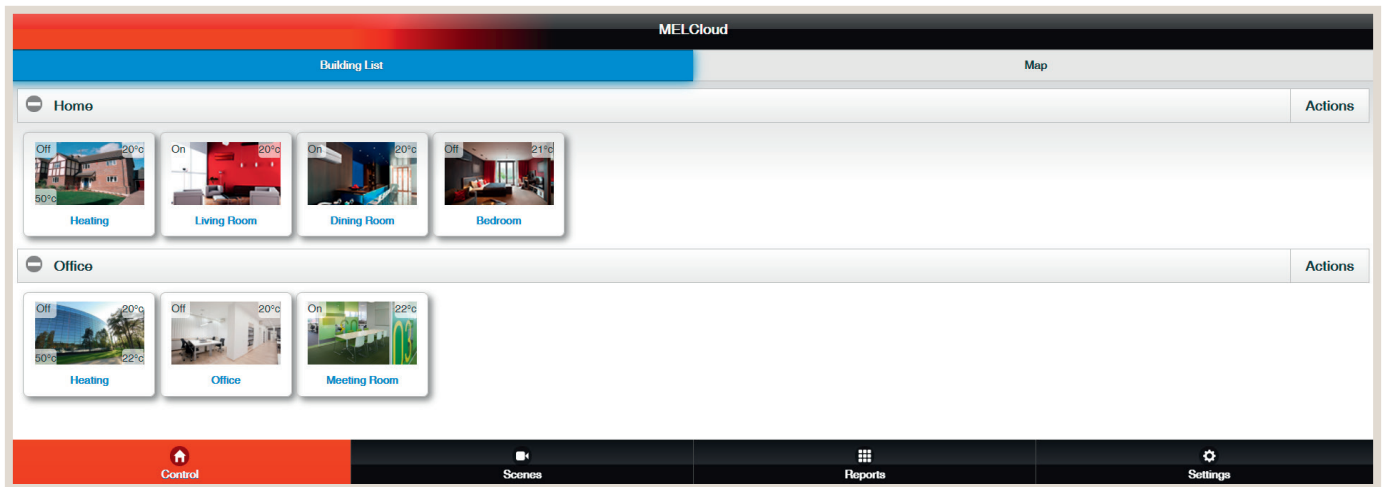 MELCloud
Building List Map
Home Actions
Off 20°c On 20°c On 20°c Off 21°c
50°c
Heating Living Room Dining Room Bedroom
Office Actions
Off 20°c Off 20°c On 22°c
50°c 22°c
Heating Office Meeting Room
Control Scenes Reports Settings